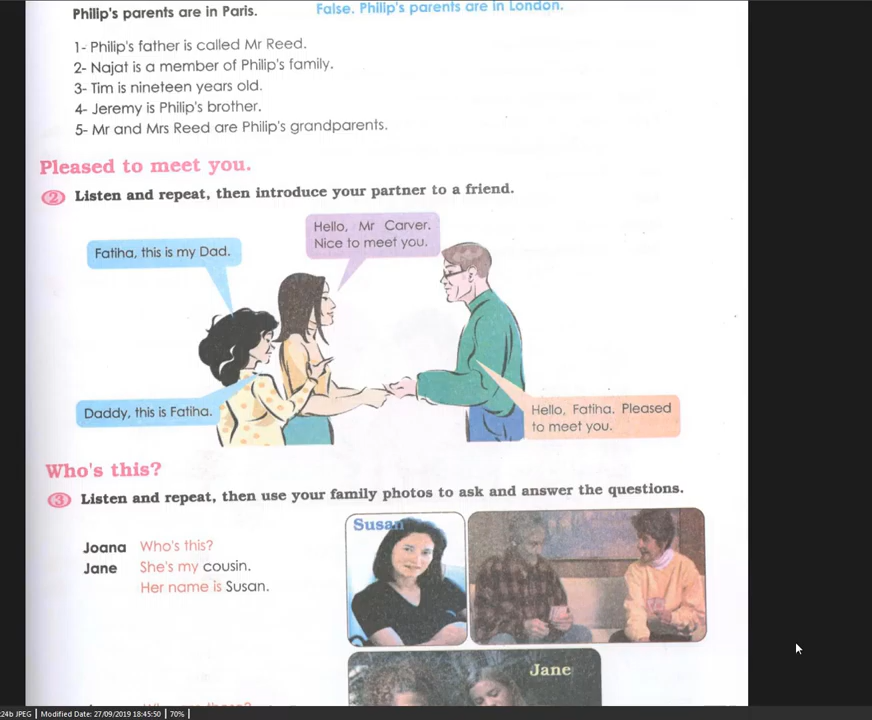 Philip's parents are in Paris.
False. Philip's parents are in London.
1- Philip's father is called Mr Reed.
2- Najat is a member of Philip's family.
3- Tim is nineteen years old.
4- Jeremy is Philip's brother.
5- Mr and Mrs Reed are Philip's grandparents.
Pleased to meet you.
2 Listen and repeat, then introduce your partner to a friend.
Hello, Mr Carver.
Nice to meet you.
Fatiha, this is my Dad.
Daddy, this is Fatiha.
Hello, Fatiha. Pleased
to meet you.
Who's this?
3 Listen and repeat, then use your family photos to ask and answer the questions.
Susan
Joana Who's this?
Jane She's my cousin.
Her name is Susan.
Jane
24b JPEG | Modified Date: 27/09/2019 18:45:50 | 70% |